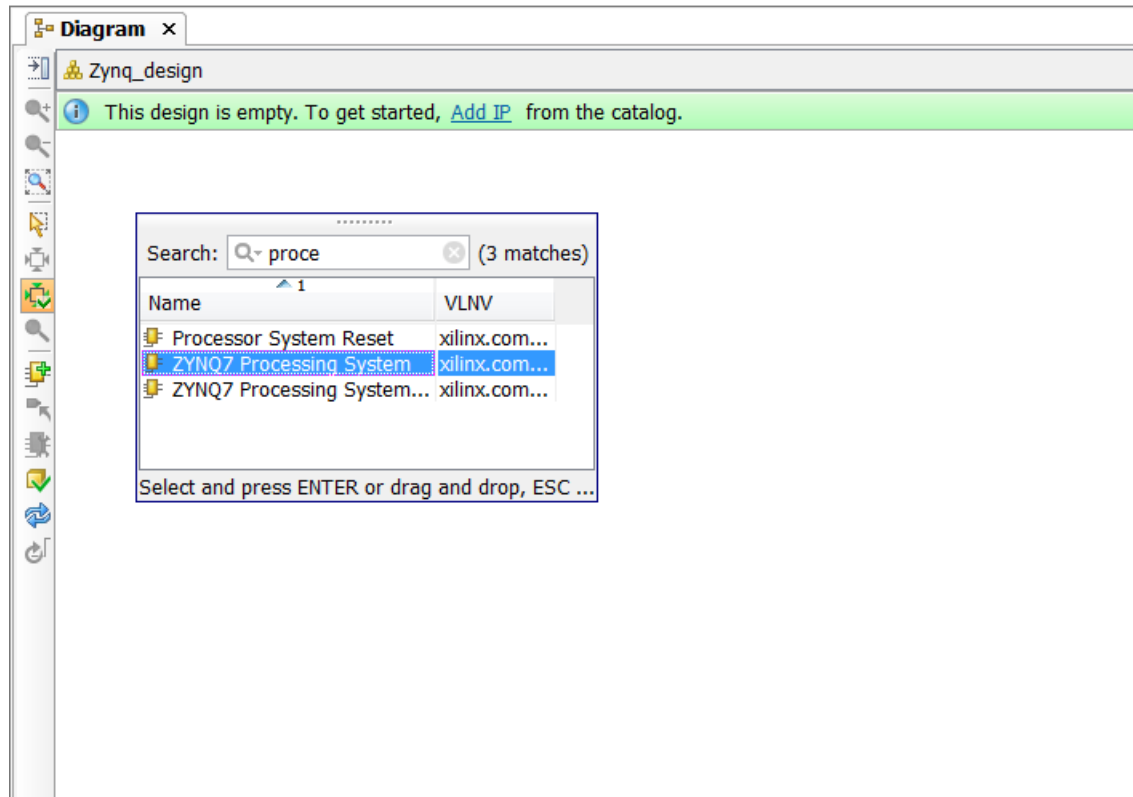 Diagram
Zynq_design
This design is empty. To get started, Add IP from the catalog.
Search: proce (3 matches)
1
Name VLNV
Processor System Reset xilinx.com...
ZYNQ7 Processing System xilinx.com...
ZYNQ7 Processing System... xilinx.com...
Select and press ENTER or drag and drop, ESC ...